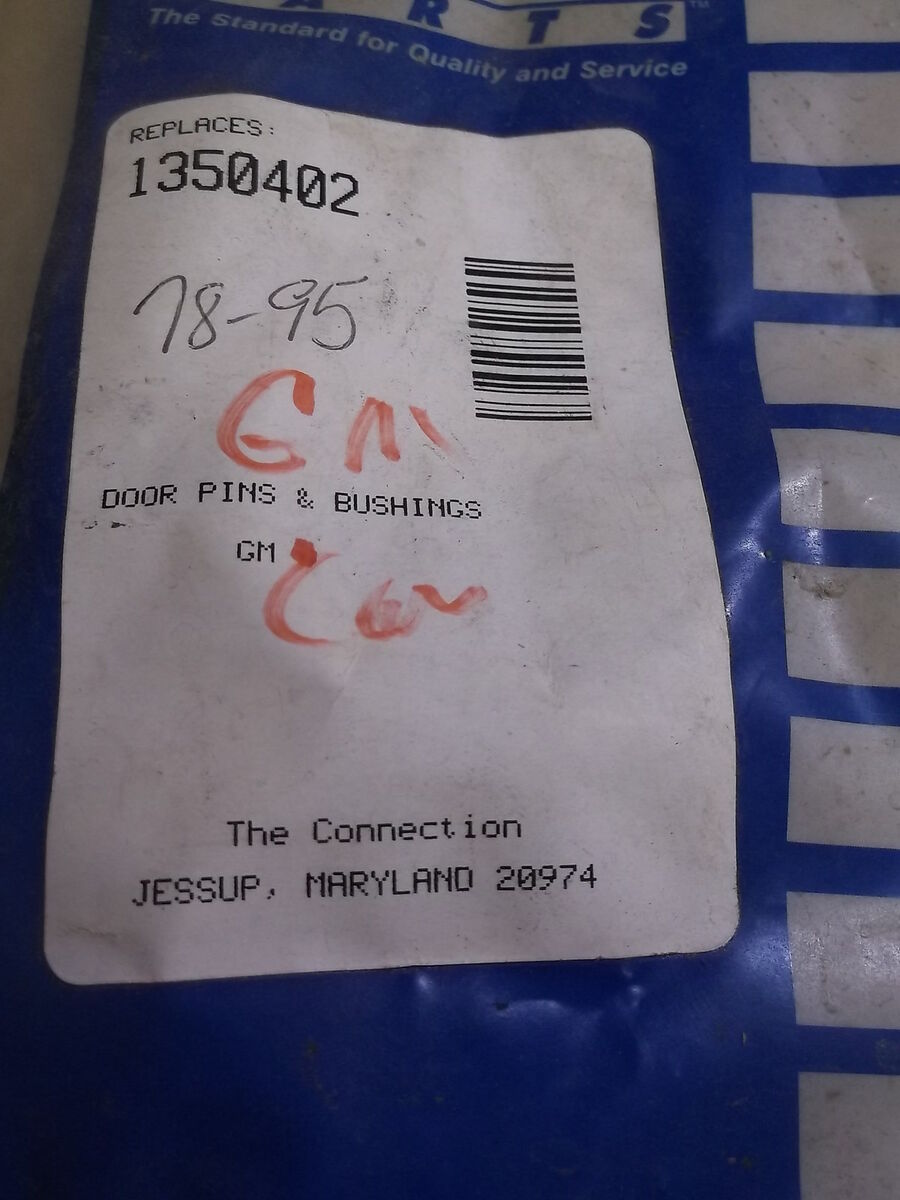 ARTS™
The Standard for Quality and Service
REPLACES:
1350402
78-95
GM
DOOR PINS & BUSHINGS
GM
The Connection
JESSUP, MARYLAND 20974